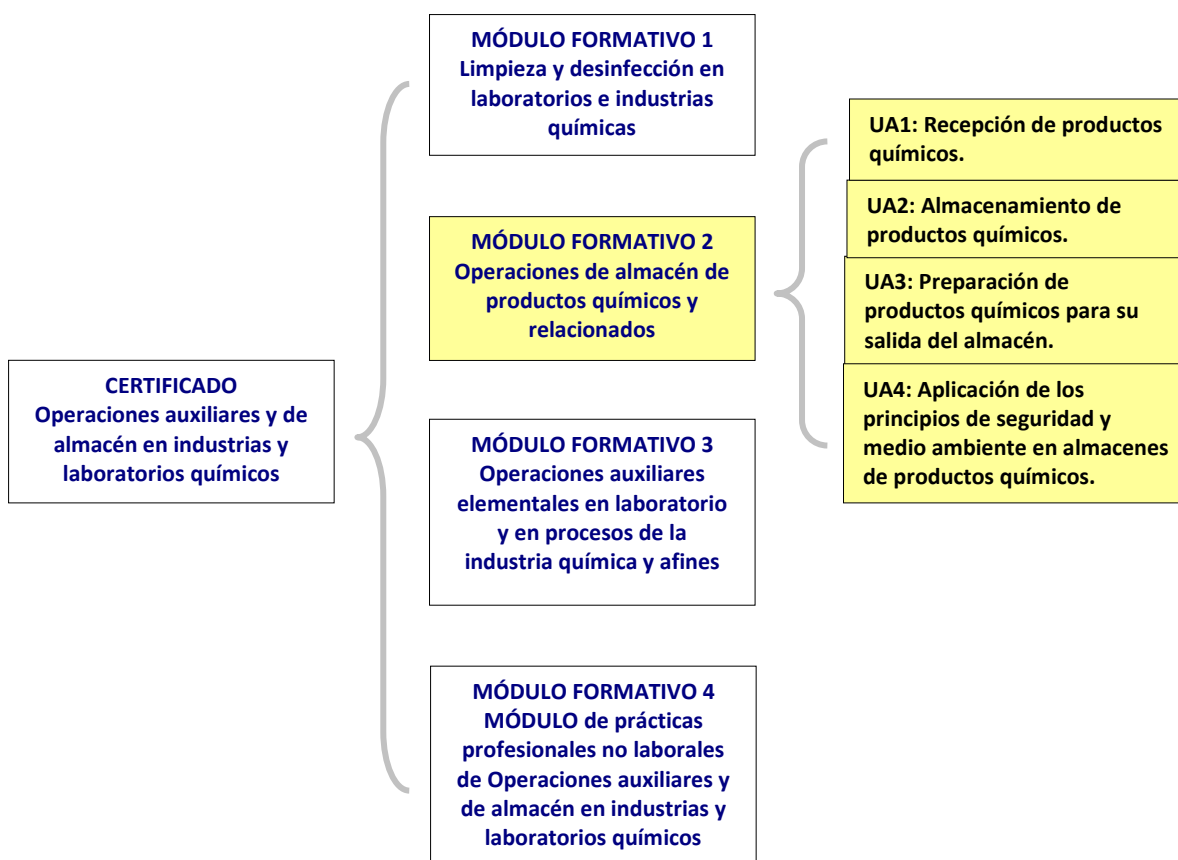 CERTIFICADO
Operaciones auxiliares y de
almacén en industrias y
laboratorios químicos
MÓDULO FORMATIVO 1
Limpieza y desinfección en
laboratorios e industrias
químicas
MÓDULO FORMATIVO 2
Operaciones de almacén de
productos químicos y
relacionados
MÓDULO FORMATIVO 3
Operaciones auxiliares
elementales en laboratorio
y en procesos de la
industria química y afines
MÓDULO FORMATIVO 4
MÓDULO de prácticas
profesionales no laborales
de Operaciones auxiliares y
de almacén en industrias y
laboratorios químicos
UA1: Recepción de productos
químicos.
UA2: Almacenamiento de
productos químicos.
UA3: Preparación de
productos químicos para su
salida del almacén.
UA4: Aplicación de los
principios de seguridad y
medio ambiente en almacenes
de productos químicos.